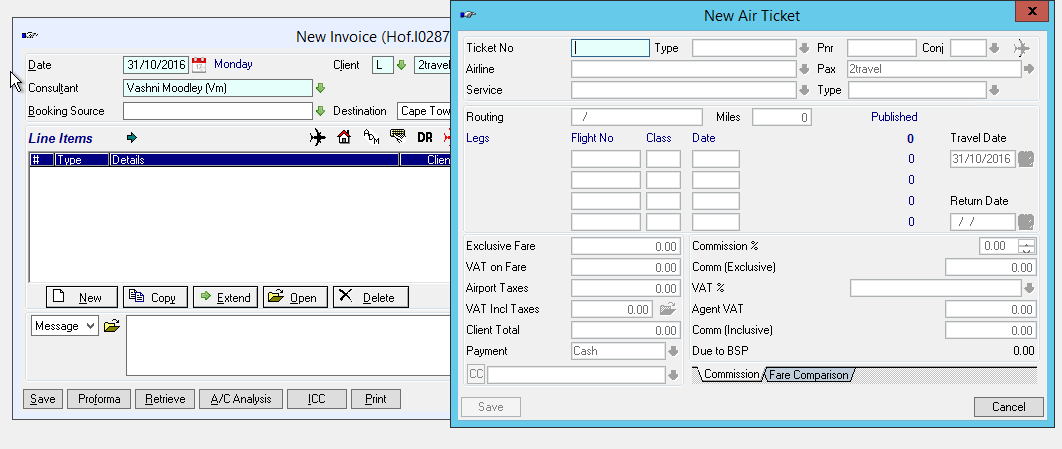 New Invoice (Hof.I0287
Date 31/10/2016 Monday Client L 2travel
Consultant Vashni Moodley (Vm)
Booking Source Destination Cape Tow
Line Items DR
# Type Details Clien
New Copy Extend Open Delete
Message
Save Proforma Retrieve A/C Analysis ICC Print
New Air Ticket
X
Ticket No Type Pnr Conj
Airline Pax 2travel
Service Type
Routing / Miles 0 Published
Legs Flight No Class Date 0 Travel Date
0 31/10/2016
0
0 Return Date
0 / /
Exclusive Fare 0.00 Commission % 0.00
VAT on Fare 0.00 Comm (Exclusive) 0.00
Airport Taxes 0.00 VAT %
VAT Incl Taxes 0.00 Agent VAT 0.00
Client Total 0.00 Comm (Inclusive) 0.00
Payment Cash Due to BSP 0.00
CC Commission Fare Comparison
Save Cancel